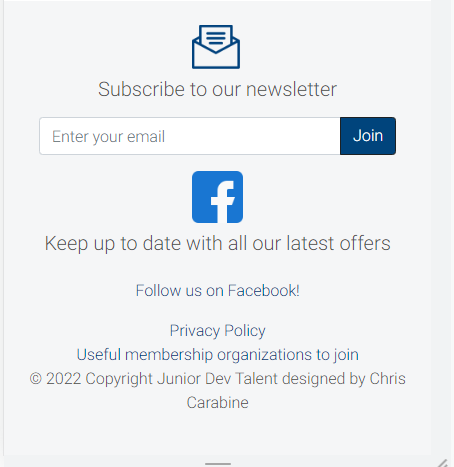 Subscribe to our newsletter
Enter your email
Join
Keep up to date with all our latest offers
Follow us on Facebook!
Privacy Policy
Useful membership organizations to join
© 2022 Copyright Junior Dev Talent designed by Chris
Carabine